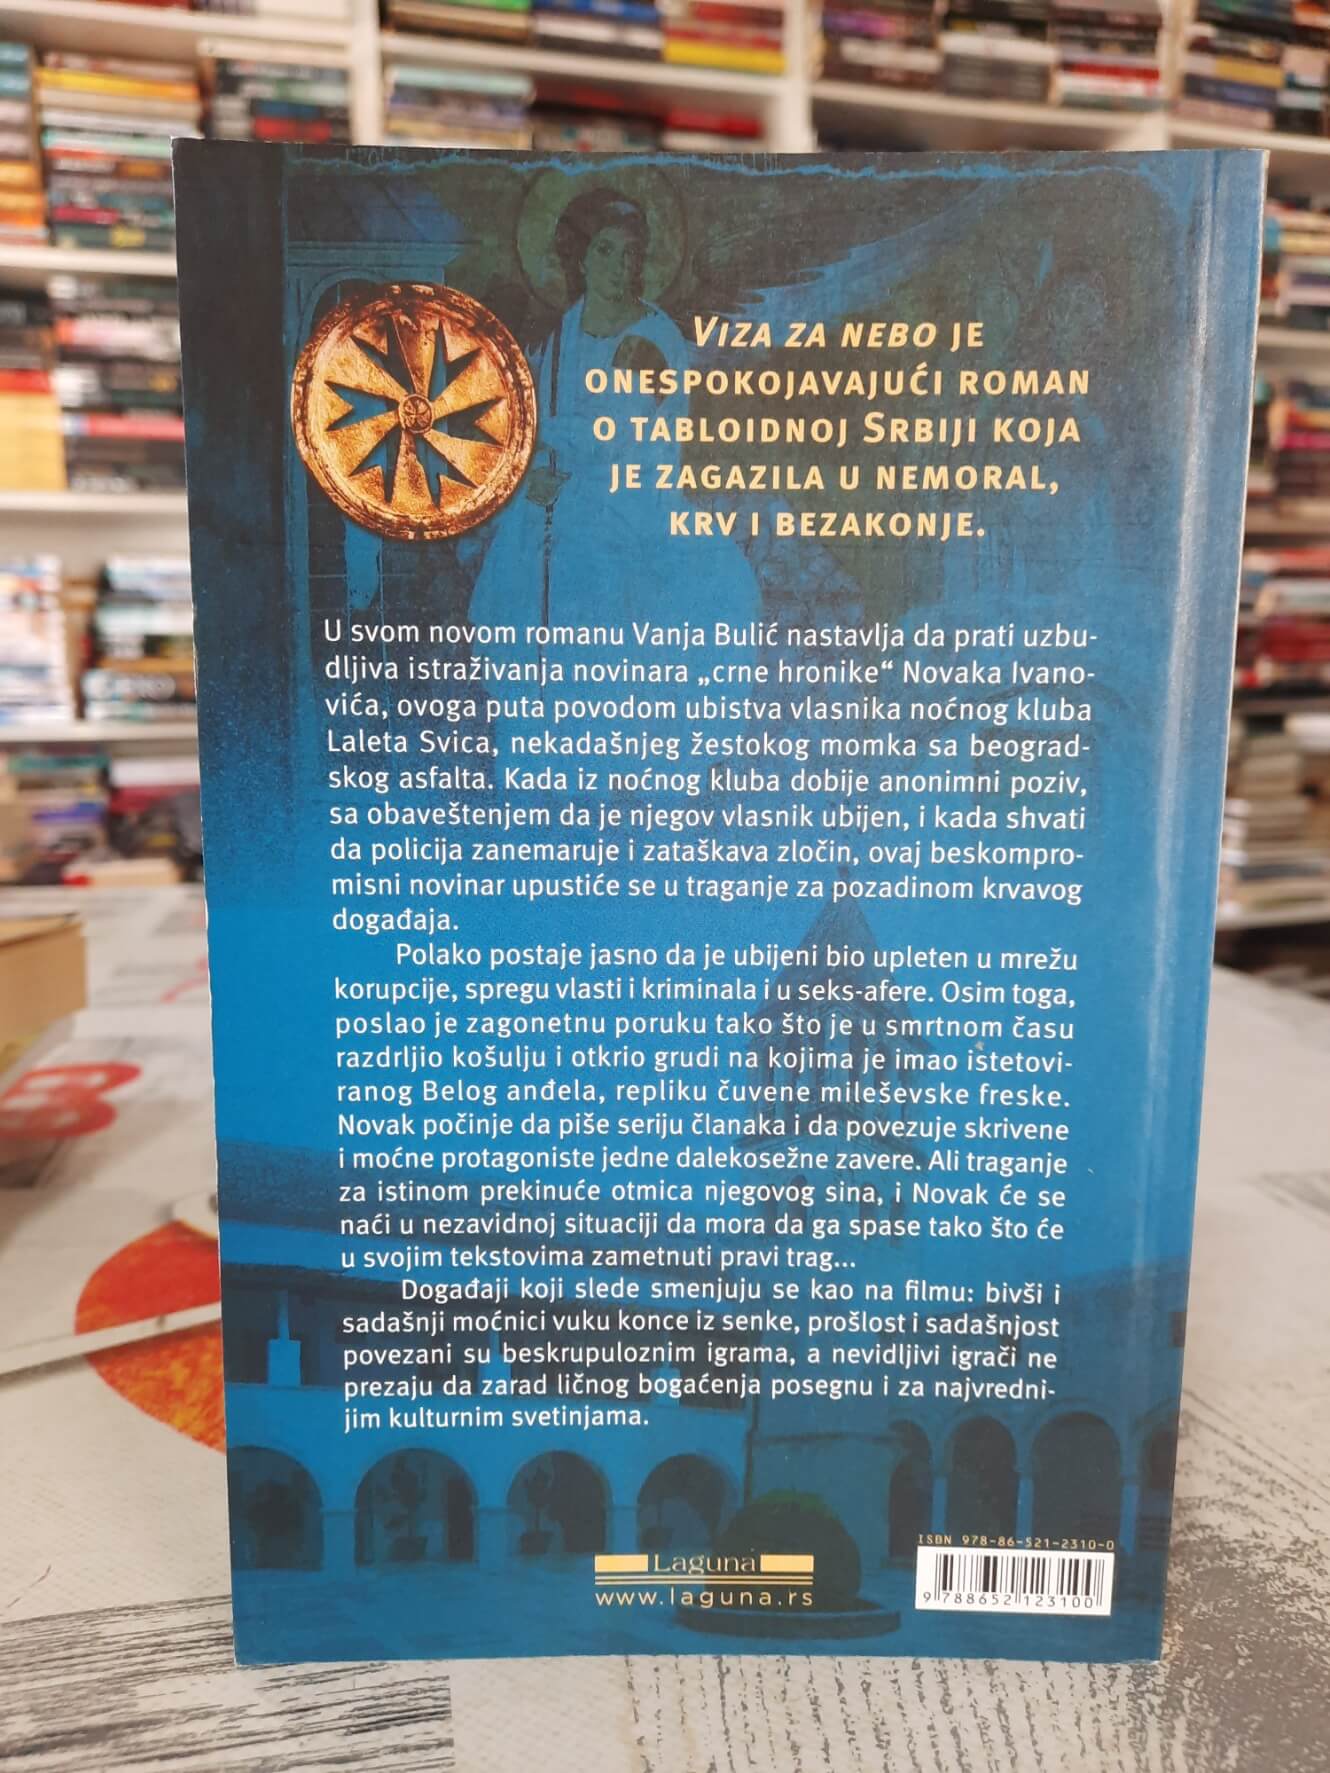 Viza za nebo je
onespokojavajući roman
o tabloidnoj Srbiji koja
je zagazila u nemoral,
krv i bezakonje.
U svom novom romanu Vanja Bulić nastavlja da prati uzbu-
dljiva istraživanja novinara „crne hronike“ Novaka Ivano-
vića, ovoga puta povodom ubistva vlasnika noćnog kluba
Laleta Svica, nekadašnjeg žestokog momka sa beograd-
skog asfalta. Kada iz noćnog kluba dobije anonimni poziv,
sa obaveštenjem da je njegov vlasnik ubijen, i kada shvati
da policija zanemaruje i zataškava zločin, ovaj beskompro-
misni novinar upustiće se u traganje za pozadinom krvavog
događaja.
Polako postaje jasno da je ubijeni bio upleten u mrežu
korupcije, spregu vlasti i kriminala i u seks-afere. Osim toga,
poslao je zagonetnu poruku tako što je u smrtnom času
razdrljio košulju i otkrio grudi na kojima je imao istetovi-
ranog Belog anđela, repliku čuvene mileševske freske.
Novak počinje da piše seriju članaka i da povezuje skrivene
i moćne protagoniste jedne dalekosežne zavere. Ali traganje
za istinom prekinuće otmica njegovog sina, i Novak će se
naći u nezavidnoj situaciji da mora da ga spase tako što će
u svojim tekstovima zametnuti pravi trag...
Događaji koji slede smenjuju se kao na filmu: bivši i
sadašnji moćnici vuku konce iz senke, prošlost i sadašnjost
povezani su beskrupuloznim igrama, a nevidljivi igrači ne
prezaju da zarad ličnog bogaćenja posegnu i za najvredni-
jim kulturnim svetinjama.
ISBN 978-86-521-2310-0
Laguna
www.laguna.rs
9 788652 123100